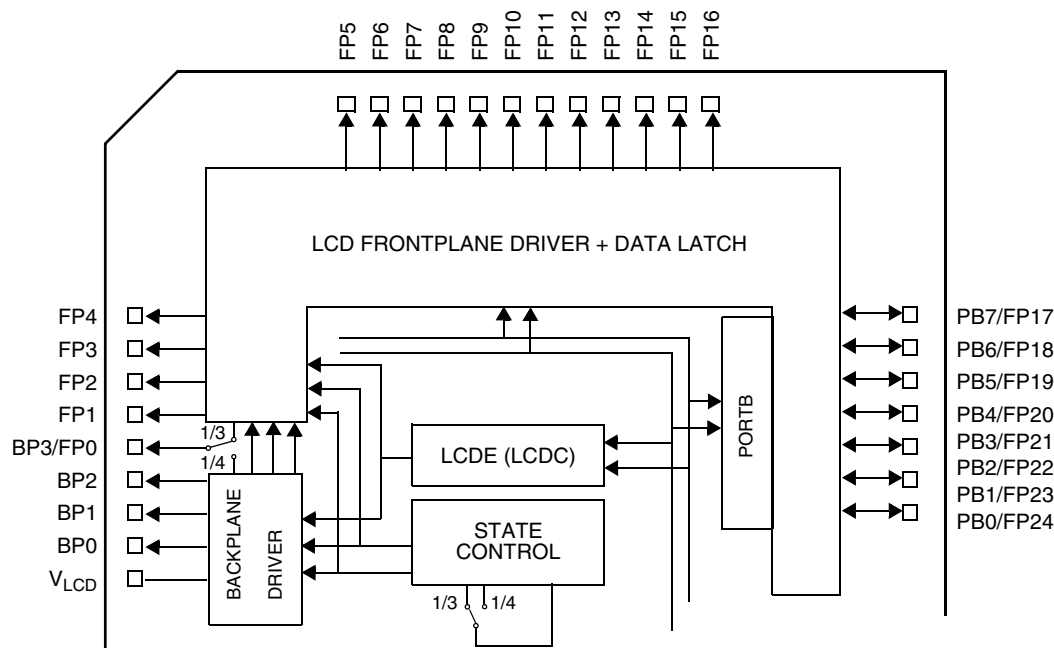 FP5
FP6
FP7
FP8
FP9
FP10
FP11
FP12
FP13
FP14
FP15
FP16
LCD FRONTPLANE DRIVER + DATA LATCH
FP4
FP3
FP2
FP1
BP3/FP0
BP2
BP1
BP0
VLCD
1/3
1/4
BACKPLANE
DRIVER
LCDE (LCDC)
STATE
CONTROL
1/3
1/4
PORTB
PB7/FP17
PB6/FP18
PB5/FP19
PB4/FP20
PB3/FP21
PB2/FP22
PB1/FP23
PB0/FP24